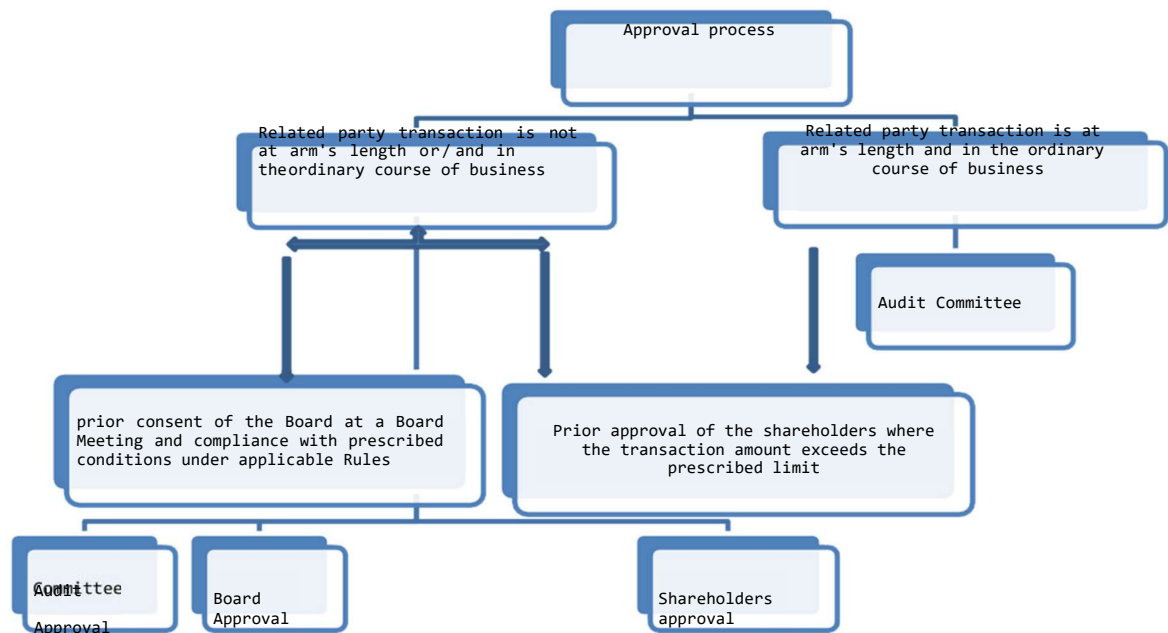 Approval process
Related party transaction is not
at arm's length or/ and in
theordinary course of business
Related party transaction is at
arm's length and in the ordinary
course of business
Audit Committee
prior consent of the Board at a Board
Meeting and compliance with prescribed
conditions under applicable Rules
Prior approval of the shareholders where
the transaction amount exceeds the
prescribed limit
Audit
Committee
Approval
Board
Approval
Shareholders
approval